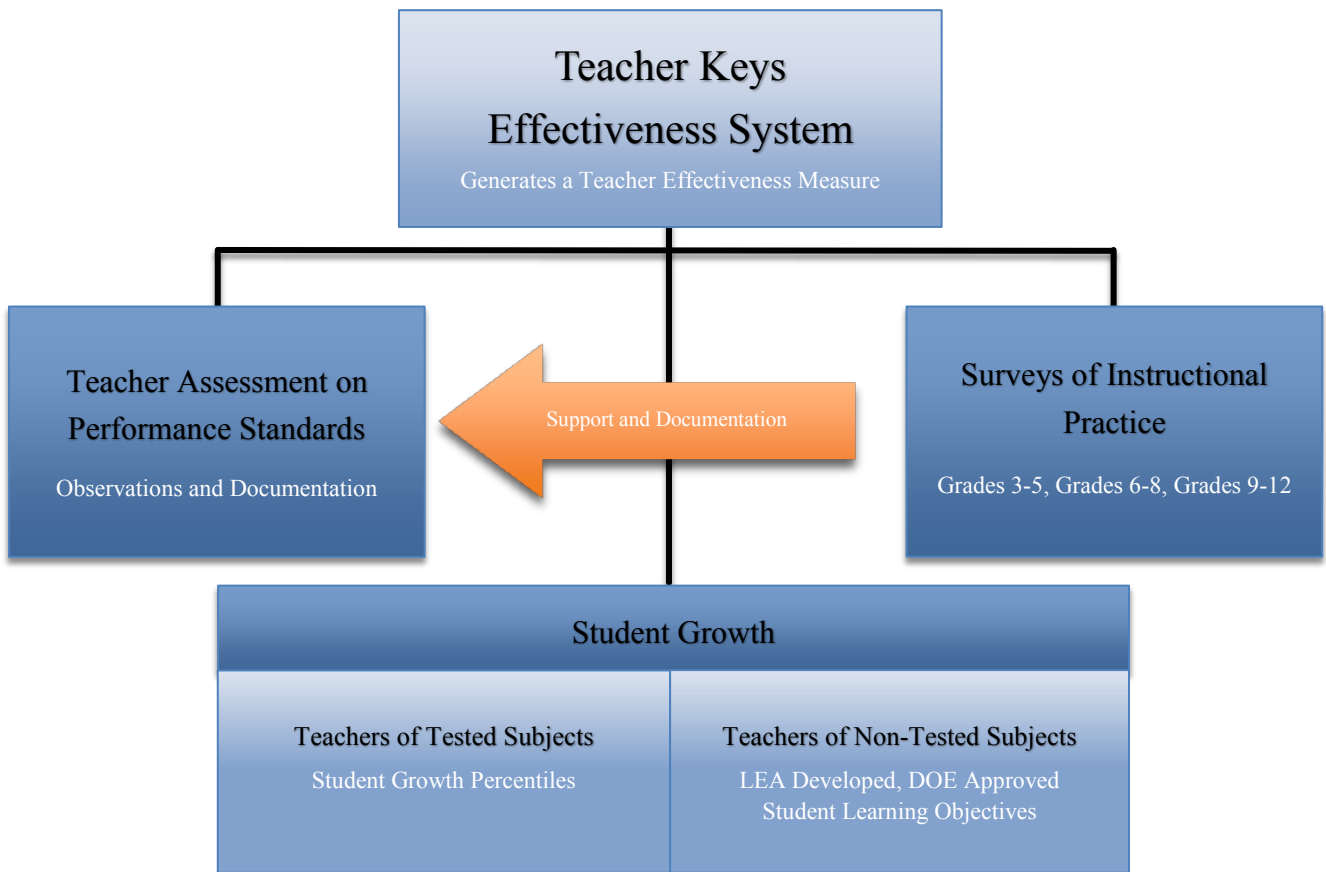 Teacher Keys
Effectiveness System
Generates a Teacher Effectiveness Measure
Teacher Assessment on
Performance Standards
Observations and Documentation
Support and Documentation
Surveys of Instructional
Practice
Grades 3-5, Grades 6-8, Grades 9-12
Student Growth
Teachers of Tested Subjects
Student Growth Percentiles
Teachers of Non-Tested Subjects
LEA Developed, DOE Approved
Student Learning Objectives